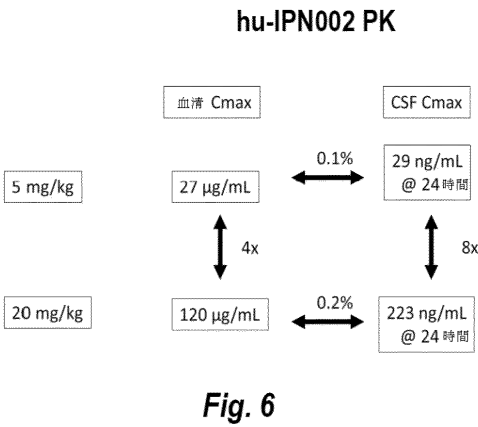 hu-IPN002 PK
血清 Cmax
CSF Cmax
5 mg/kg
27 µg/mL
0.1%
29 ng/mL
@ 24時間
4x
8x
20 mg/kg
120 µg/mL
0.2%
223 ng/mL
@ 24時間
Fig. 6